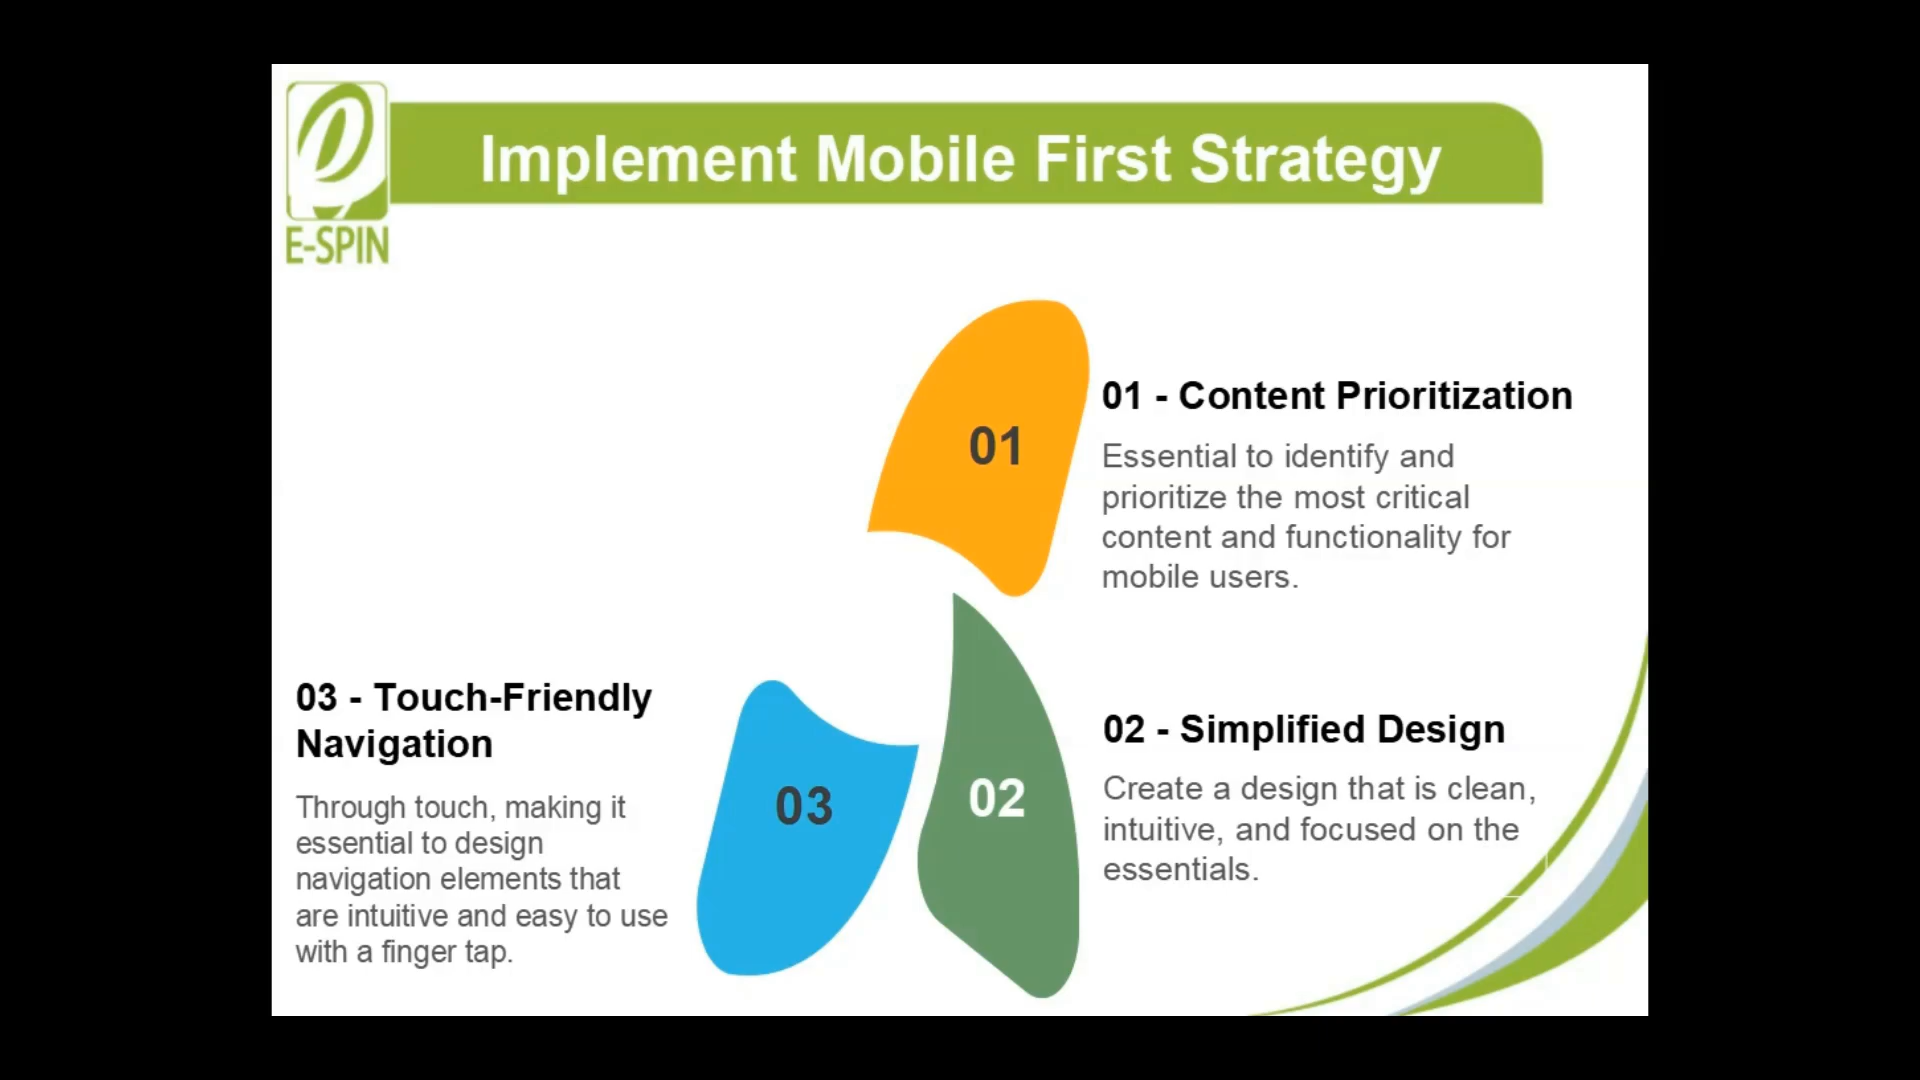 E-SPIN
Implement Mobile First Strategy
01
01 - Content Prioritization
Essential to identify and
prioritize the most critical
content and functionality for
mobile users.
02
02 - Simplified Design
Create a design that is clean,
intuitive, and focused on the
essentials.
03
03 - Touch-Friendly
Navigation
Through touch, making it
essential to design
navigation elements that
are intuitive and easy to use
with a finger tap.